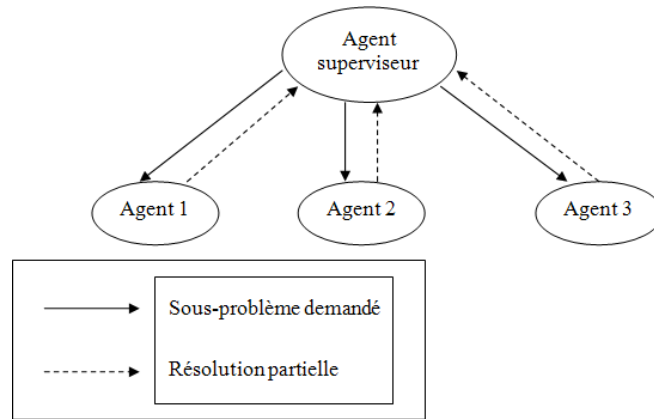 Agent
superviseur
Agent 1
Agent 2
Agent 3
Sous-problème demandé
Résolution partielle